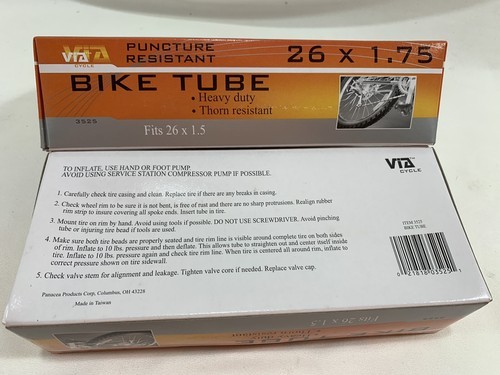 VIA
CYCLE
PUNCTURE
RESISTANT
26 x 1.75
BIKE TUBE
• Heavy duty
• Thorn resistant
3525
Fits 26 x 1.5
TO INFLATE, USE HAND OR FOOT PUMP.
AVOID USING SERVICE STATION COMPRESSOR PUMP IF POSSIBLE.
VIA
CYCLE
1. Carefully check tire casing and clean. Replace tire if there are any breaks in casing.
2. Check wheel rim to be sure it is not bent, is free of rust and there are no sharp protrusions. Realign rubber
rim strip to insure covering all spoke ends. Insert tube in tire.
3. Mount tire on rim by hand. Avoid using tools if possible. DO NOT USE SCREWDRIVER. Avoid pinching
tube or injuring tire bead if tools are used.
4. Make sure both tire beads are properly seated and tire rim line is visible around complete tire on both sides
of rim. Inflate to 10 lbs. pressure and then deflate. This allows tube to straighten out and center itself inside
of tire. Inflate to 10 lbs. pressure again and check tire rim line. When tire is centered all around rim, inflate to
correct pressure shown on tire sidewall.
5. Check valve stem for alignment and leakage. Tighten valve core if needed. Replace valve cap.
ITEM 3525
BIKE TUBE
0 21818 03525 1
Panacea Products Corp, Columbus, OH 43228
Made in Taiwan
Fits 26 x 1.5